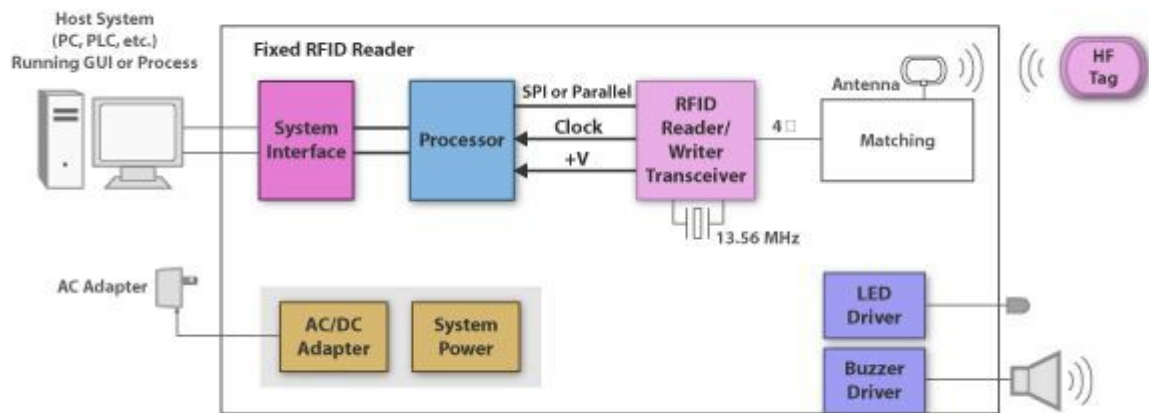 Host System
(PC, PLC, etc.)
Running GUI or Process
Fixed RFID Reader
System
Interface
Processor
SPI or Parallel
Clock
+V
RFID
Reader/
Writer
Transceiver
13.56 MHz
4□
Antenna
Matching
HF
Tag
AC Adapter
AC/DC
Adapter
System
Power
LED
Driver
Buzzer
Driver